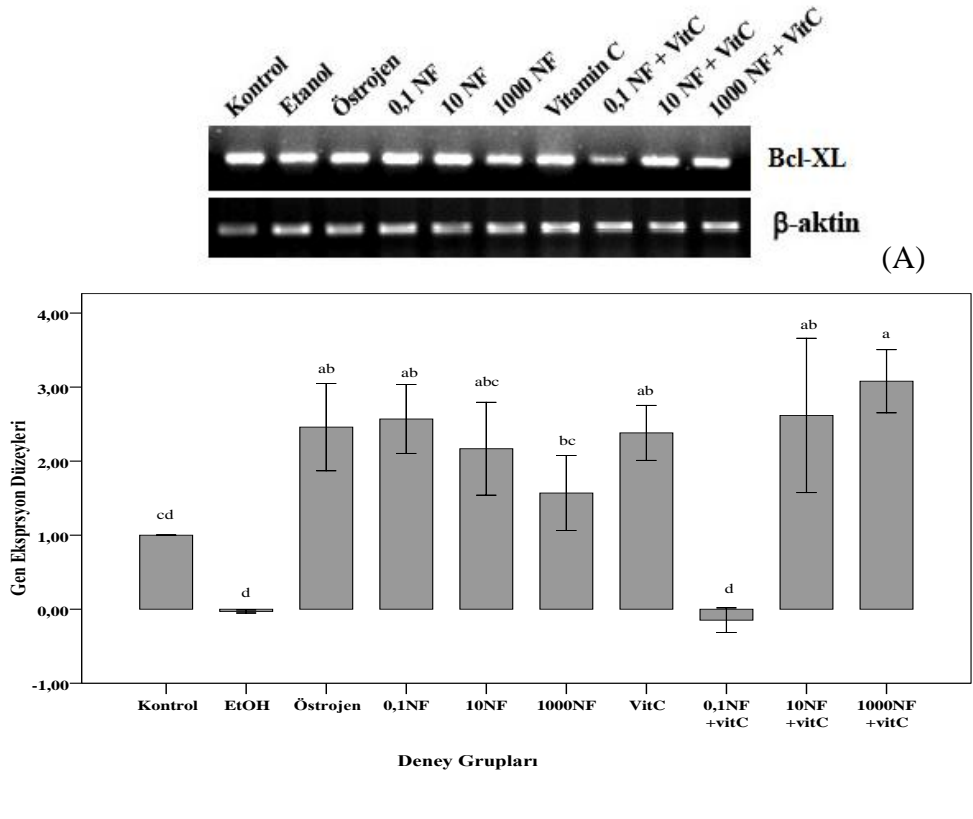 Kontrol
Etanol
Östrojen
0,1 NF
10 NF
1000 NF
Vitamin C
0,1 NF + VitC
10 NF + VitC
1000 NF + VitC
Bcl-XL
β-aktin
(A)
Gen Eksprsyon Düzeyleri
4,00
3,00
2,00
1,00
0,00
-1,00
cd
d
ab
ab
abc
bc
ab
d
ab
a
Kontrol
EtOH
Östrojen
0,1NF
10NF
1000NF
VitC
0,1NF
+vitC
10NF
+vitC
1000NF
+vitC
Deney Grupları